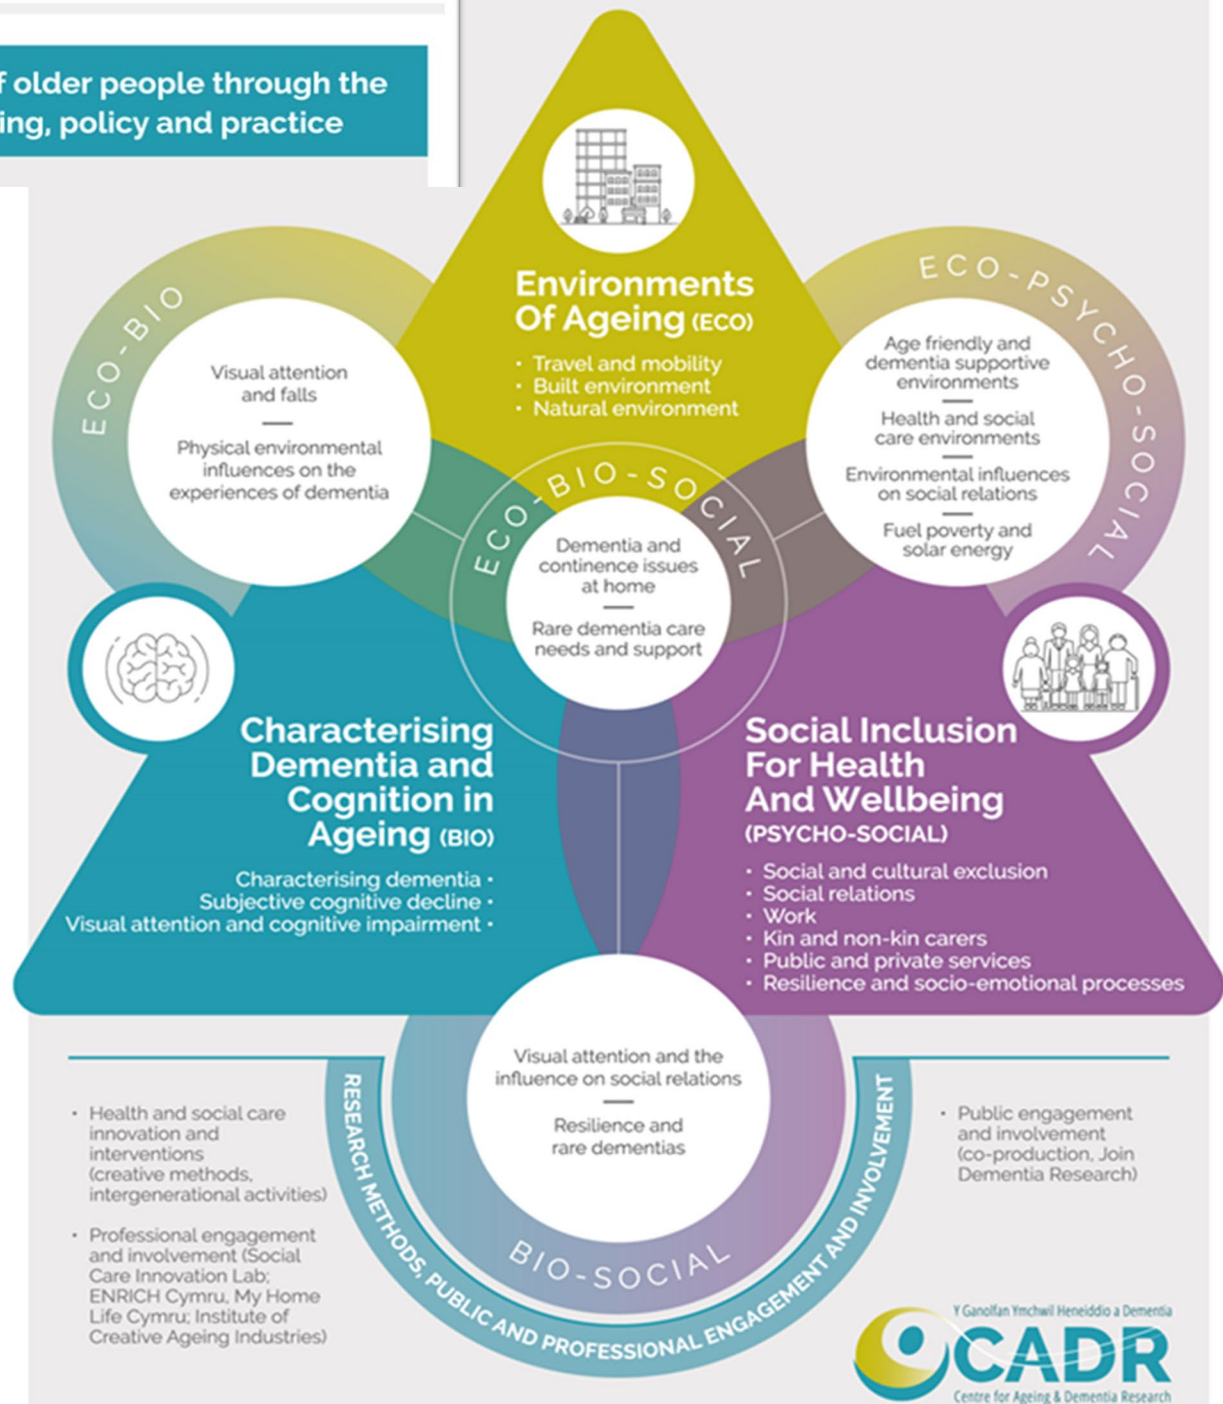 f older people through the
ing, policy and practice
Environments
Of Ageing (ECO)
• Travel and mobility
• Built environment
• Natural environment
ECO-BIO
Visual attention
and falls
Physical environmental
influences on the
experiences of dementia
ECO-PSYCHO-SOCIAL
Age friendly and
dementia supportive
environments
Health and social
care environments
Environmental influences
on social relations
Fuel poverty and
solar energy
ECO-BIO-SOCIAL
Dementia and
continence issues
at home
Rare dementia care
needs and support
Characterising
Dementia and
Cognition in
Ageing (BIO)
Characterising dementia •
Subjective cognitive decline •
Visual attention and cognitive impairment •
Social Inclusion
For Health
And Wellbeing
(PSYCHO-SOCIAL)
• Social and cultural exclusion
• Social relations
• Work
• Kin and non-kin carers
• Public and private services
• Resilience and socio-emotional processes
Visual attention and the
influence on social relations
Resilience and
rare dementias
BIO-SOCIAL
RESEARCH METHODS, PUBLIC AND PROFESSIONAL ENGAGEMENT AND INVOLVEMENT
• Health and social care
innovation and
interventions
(creative methods,
intergenerational activities)
• Professional engagement
and involvement (Social
Care Innovation Lab;
ENRICH Cymru, My Home
Life Cymru; Institute of
Creative Ageing Industries)
• Public engagement
and involvement
(co-production, Join
Dementia Research)
Y Ganolfan Ymchwil Heneiddio a Dementia
CADR
Centre for Ageing & Dementia Research